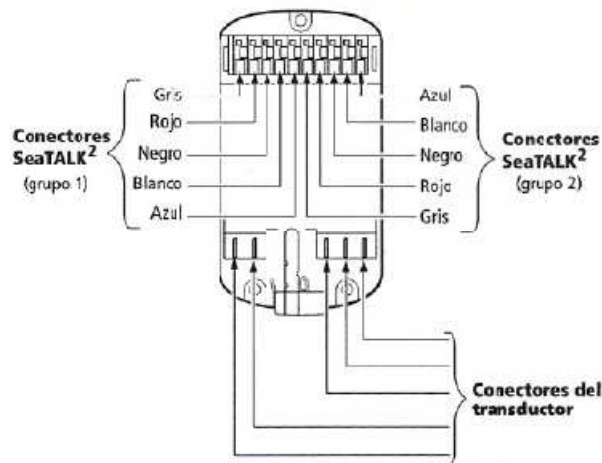 Gris
Rojo
Negro
Blanco
Azul
Conectores
SeaTALK²
(grupo 1)
Azul
Blanco
Negro
Rojo
Gris
Conectores
SeaTALK²
(grupo 2)
Conectores del
transductor